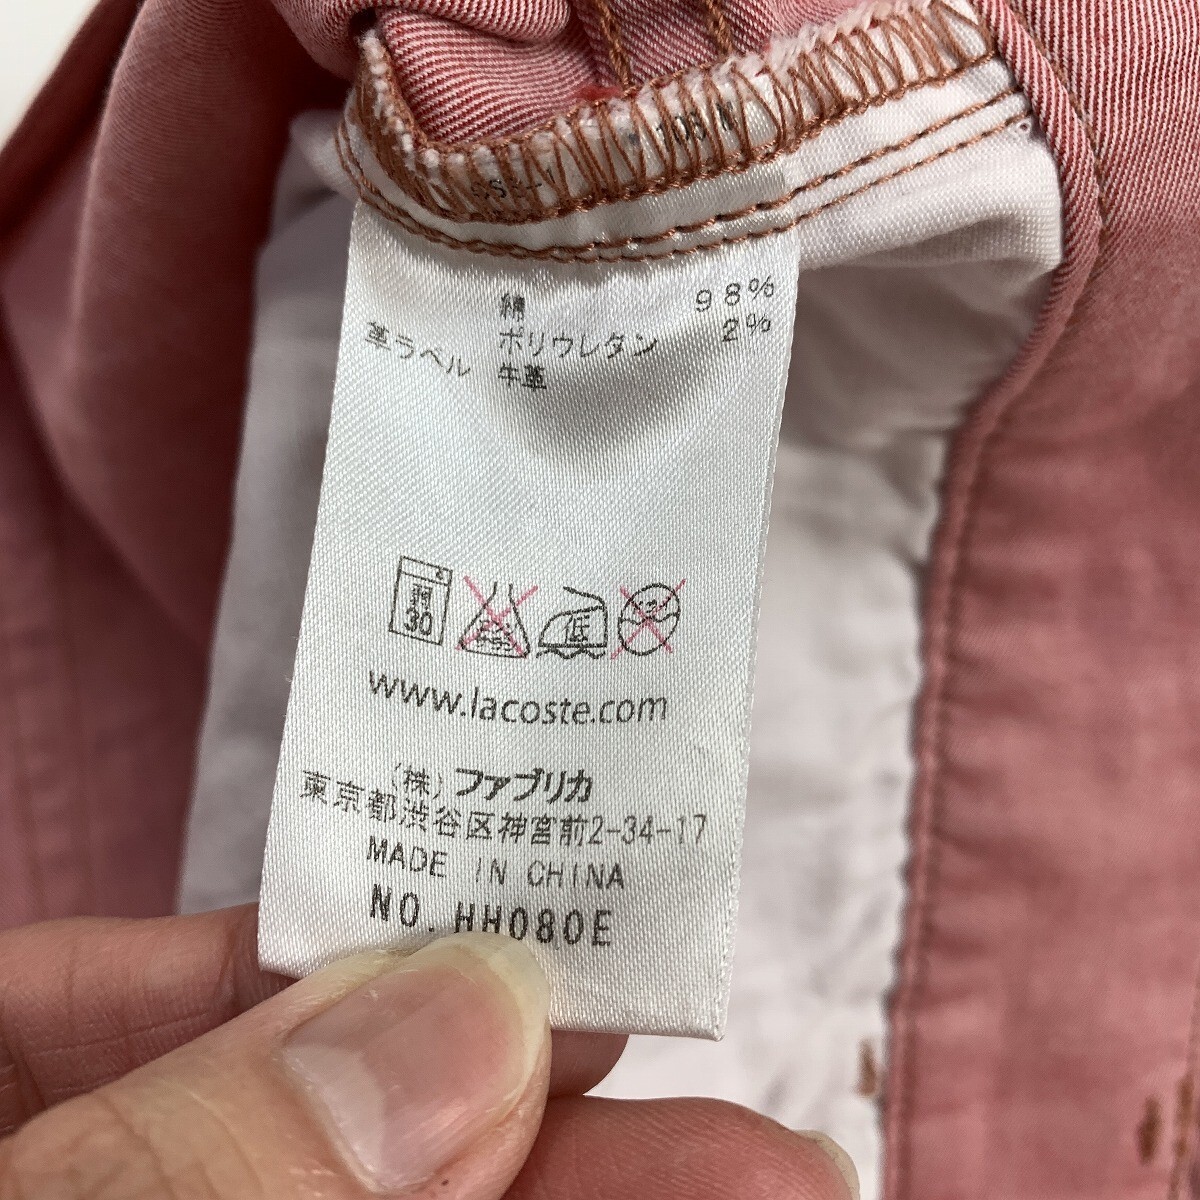 綿 98%
ポリウレタン 2%
革ラベル 牛革
30
低
www.lacoste.com
(株)ファブリカ
東京都渋谷区神宮前2-34-17
MADE IN CHINA
NO.HH080E